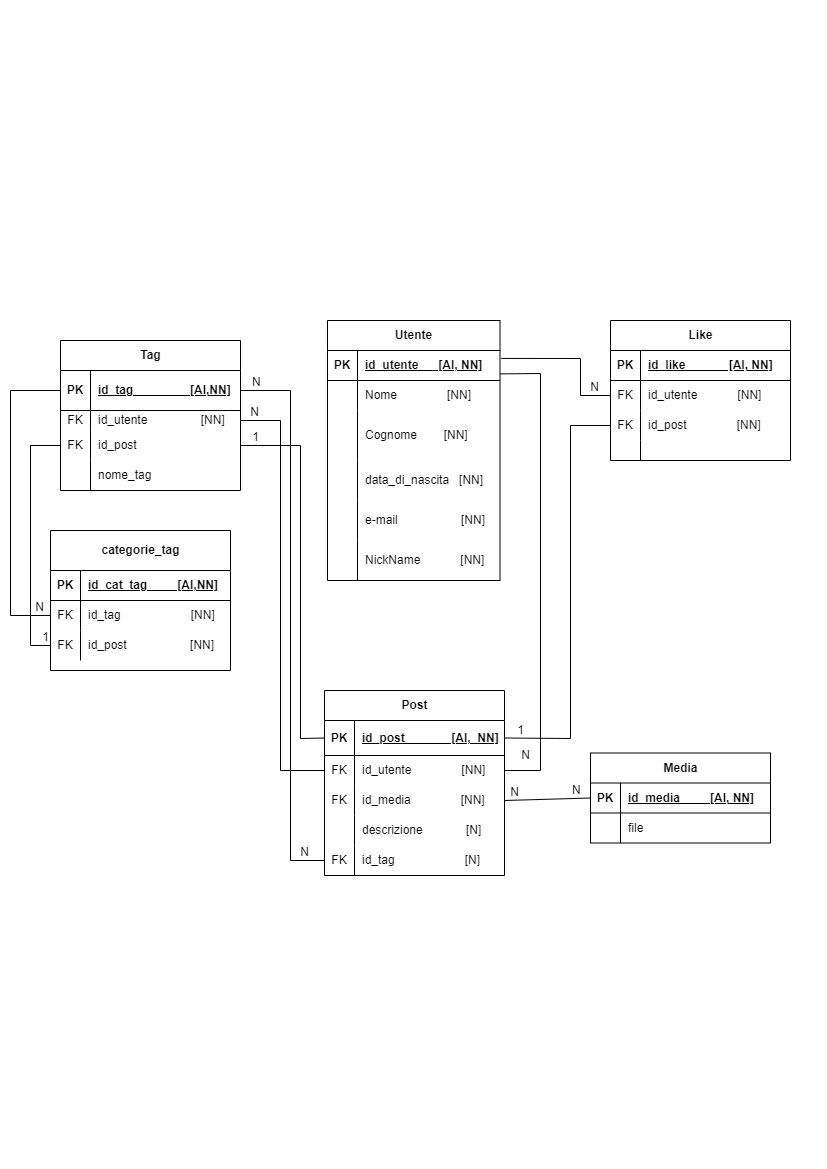 Tag
PK id_tag [AI,NN]
FK id_utente [NN]
FK id_post
nome_tag
N
N
1
categorie_tag
PK id_cat_tag [AI,NN]
N FK id_tag [NN]
1 FK id_post [NN]
Utente
PK id_utente [AI, NN]
Nome [NN]
Cognome [NN]
data_di_nascita [NN]
e-mail [NN]
NickName [NN]
Like
PK id_like [AI, NN]
N FK id_utente [NN]
FK id_post [NN]
Post
PK id_post [AI, NN] 1
FK id_utente [NN] N
FK id_media [NN] N
descrizione [N]
N FK id_tag [N]
Media
N PK id_media [AI, NN]
file